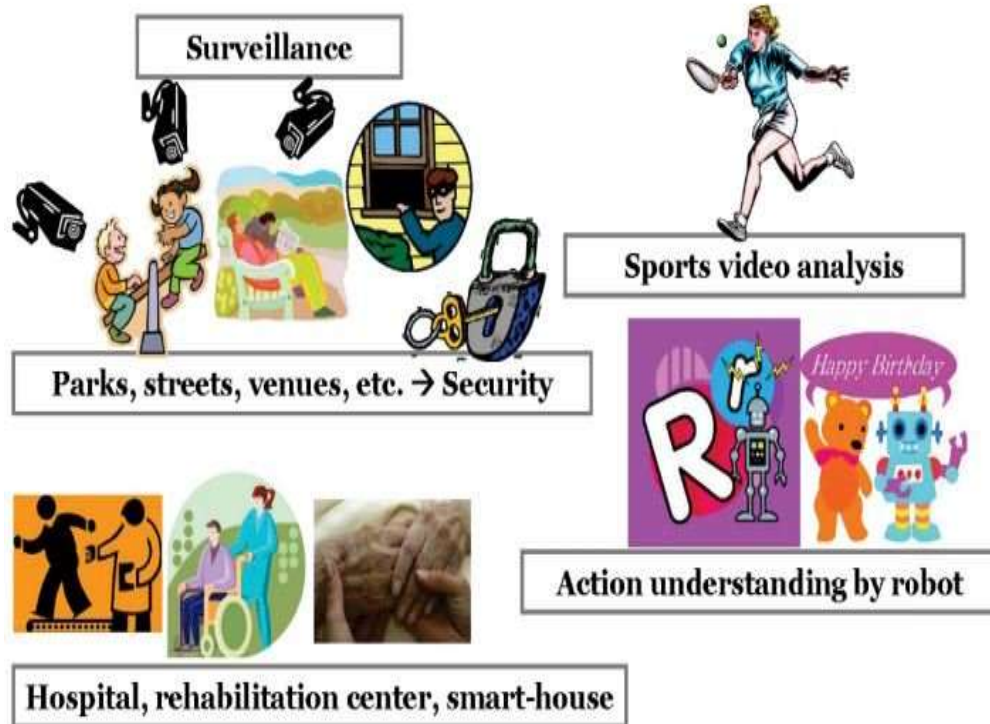 Surveillance
Parks, streets, venues, etc. → Security
Sports video analysis
R r
Happy Birthday
Action understanding by robot
Hospital, rehabilitation center, smart-house